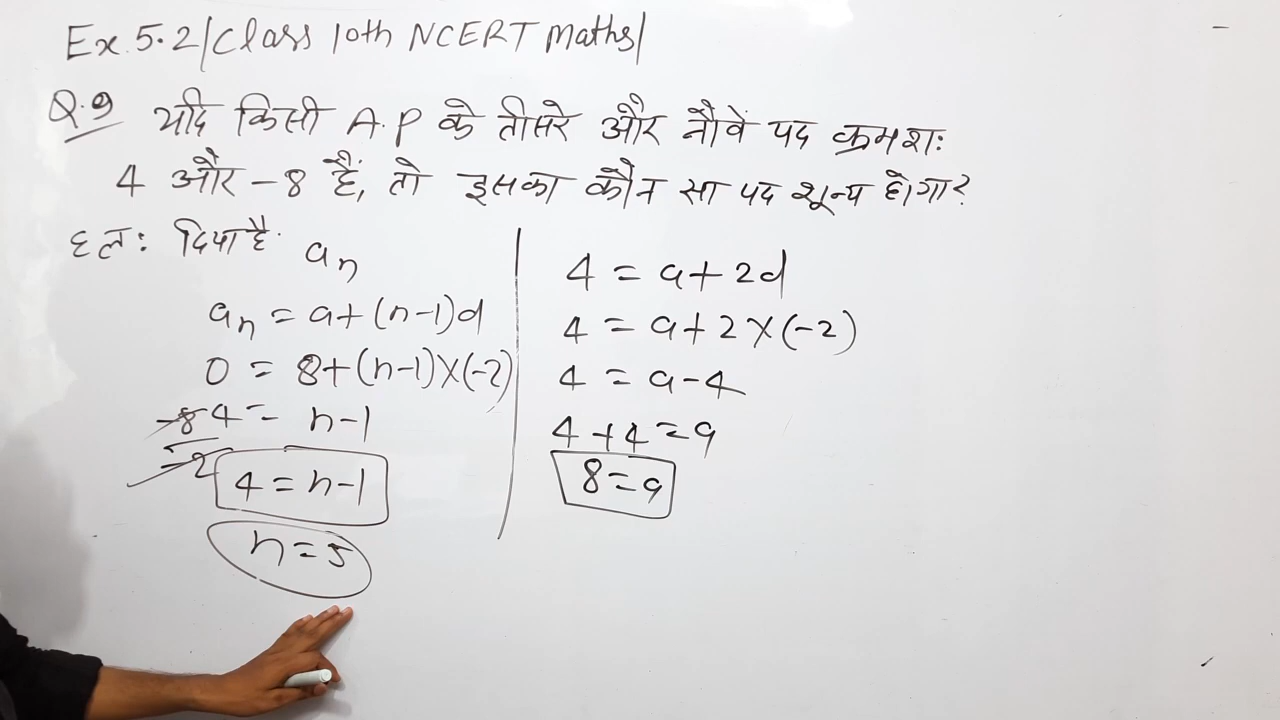 Ex 5.2/Class 10th NCERT Maths/
Q.9 यदि किसी A.P के तीसरे और नौवें पद क्रमशः
4 और -8 हैं, तो इसका कौन सा पद शून्य होगा?
हल: दिया है.
aₙ
aₙ = a+(n-1)d
0 = 8+(n-1)×(-2)
-8 4 = n-1
-2
4 = n-1
n=5
4 = a+2d
4 = a+2×(-2)
4 = a-4
4+4=a
8=a